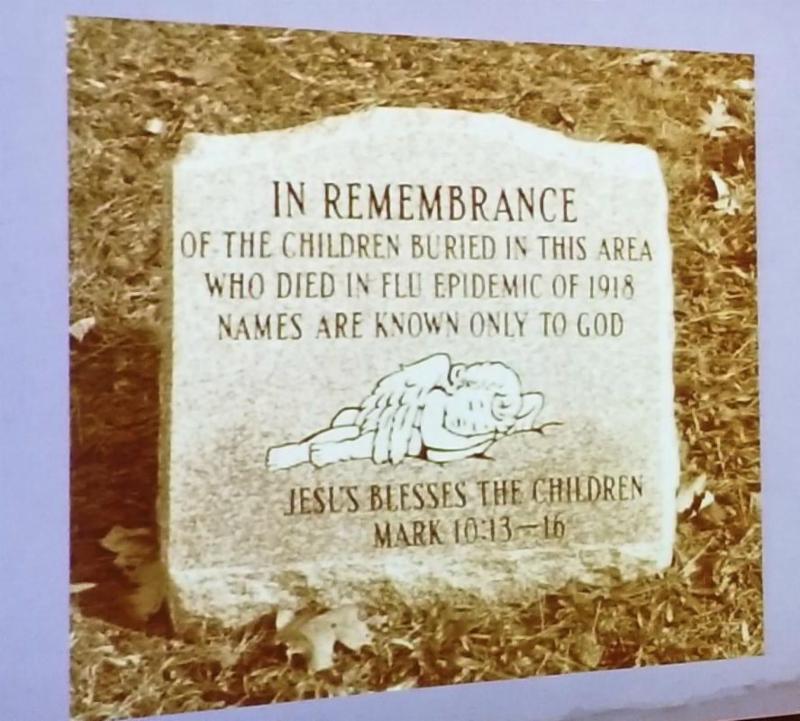 IN REMEMBRANCE
OF THE CHILDREN BURIED IN THIS AREA
WHO DIED IN FLU EPIDEMIC OF 1918
NAMES ARE KNOWN ONLY TO GOD
JESUS BLESSES THE CHILDREN
MARK 10:13-16